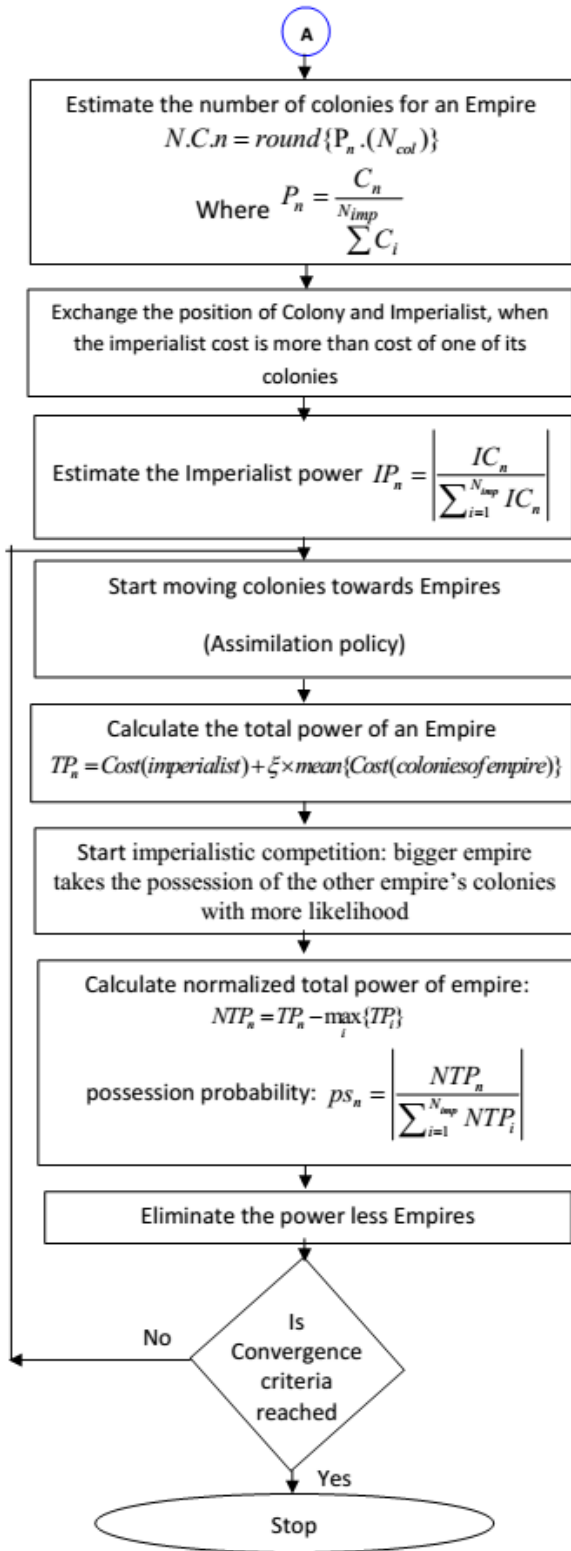 A
Estimate the number of colonies for an Empire
N.C.n = round{P_n.(N_col)}
Where P_n = C_n / N_imp ∑ C_i
Exchange the position of Colony and Imperialist, when
the imperialist cost is more than cost of one of its
colonies
Estimate the Imperialist power IP_n = | IC_n / ∑_{i=1}^{N_imp} IC_n |
Start moving colonies towards Empires
(Assimilation policy)
Calculate the total power of an Empire
TP_n = Cost(imperialist) + ξ × mean{Cost(coloniesofempire)}
Start imperialistic competition: bigger empire
takes the possession of the other empire’s colonies
with more likelihood
Calculate normalized total power of empire:
NTP_n = TP_n − max_i{TP_i}
possession probability: ps_n = | NTP_n / ∑_{i=1}^{N_imp} NTP_i |
Eliminate the power less Empires
No
Is
Convergence
criteria
reached
Yes
Stop